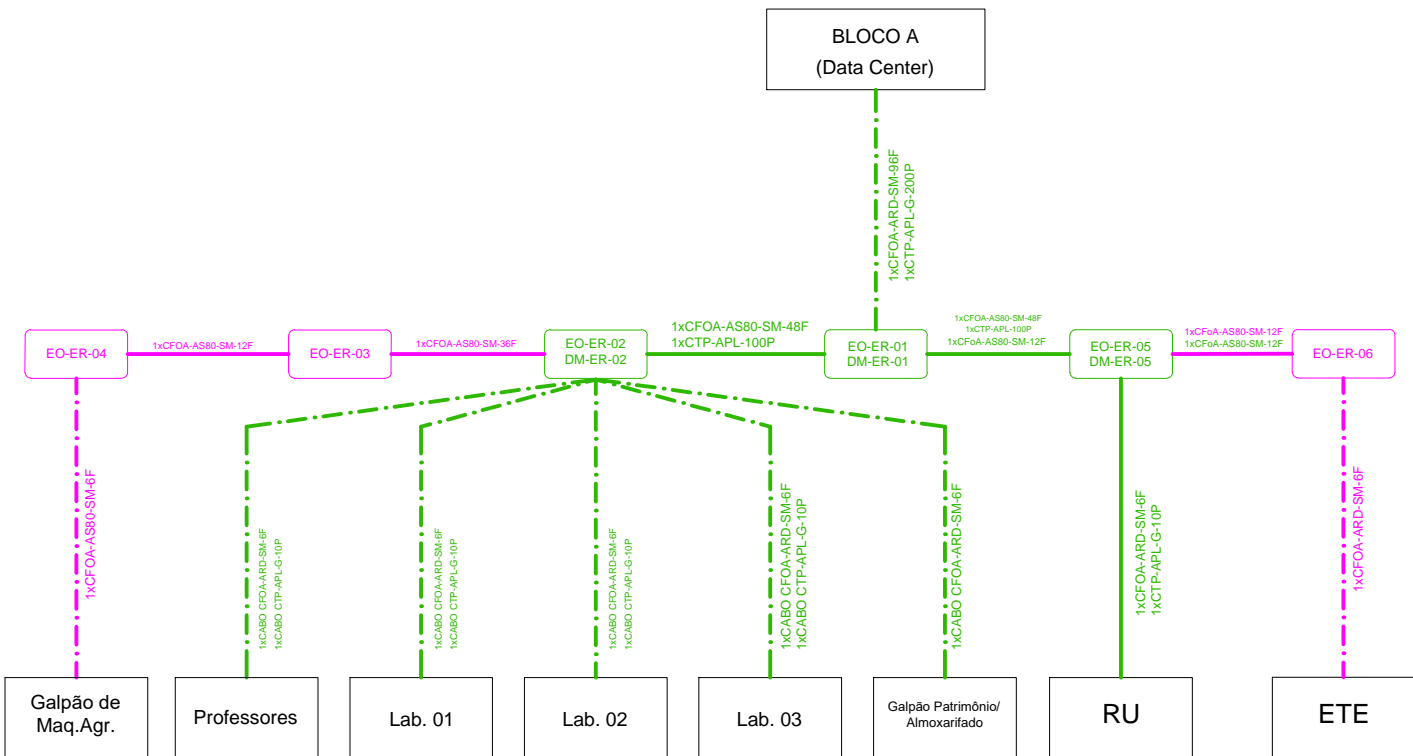 BLOCO A
(Data Center)
1xCFOA-ARD-SM-96F
1xCTP-APL-G-200P
EO-ER-04
1xCFOA-AS80-SM-12F
EO-ER-03
1xCFOA-AS80-SM-36F
EO-ER-02
DM-ER-02
1xCFOA-AS80-SM-48F
1xCTP-APL-100P
EO-ER-01
DM-ER-01
1xCFOA-AS80-SM-48F
1xCTP-APL-100P
1xCFoA-AS80-SM-12F
EO-ER-05
DM-ER-05
1xCFoA-AS80-SM-12F
1xCFoA-AS80-SM-12F
EO-ER-06
1xCFOA-AS80-SM-6F
1xCABO CFOA-ARD-SM-6F
1xCABO CTP-APL-G-10P
1xCABO CFOA-ARD-SM-6F
1xCABO CTP-APL-G-10P
1xCABO CFOA-ARD-SM-6F
1xCABO CTP-APL-G-10P
1xCABO CFOA-ARD-SM-6F
1xCABO CTP-APL-G-10P
1xCABO CFOA-ARD-SM-6F
1xCFOA-ARD-SM-6F
1xCTP-APL-G-10P
1xCFOA-ARD-SM-6F
Galpão de
Maq.Agr.
Professores
Lab. 01
Lab. 02
Lab. 03
Galpão Patrimônio/
Almoxarifado
RU
ETE